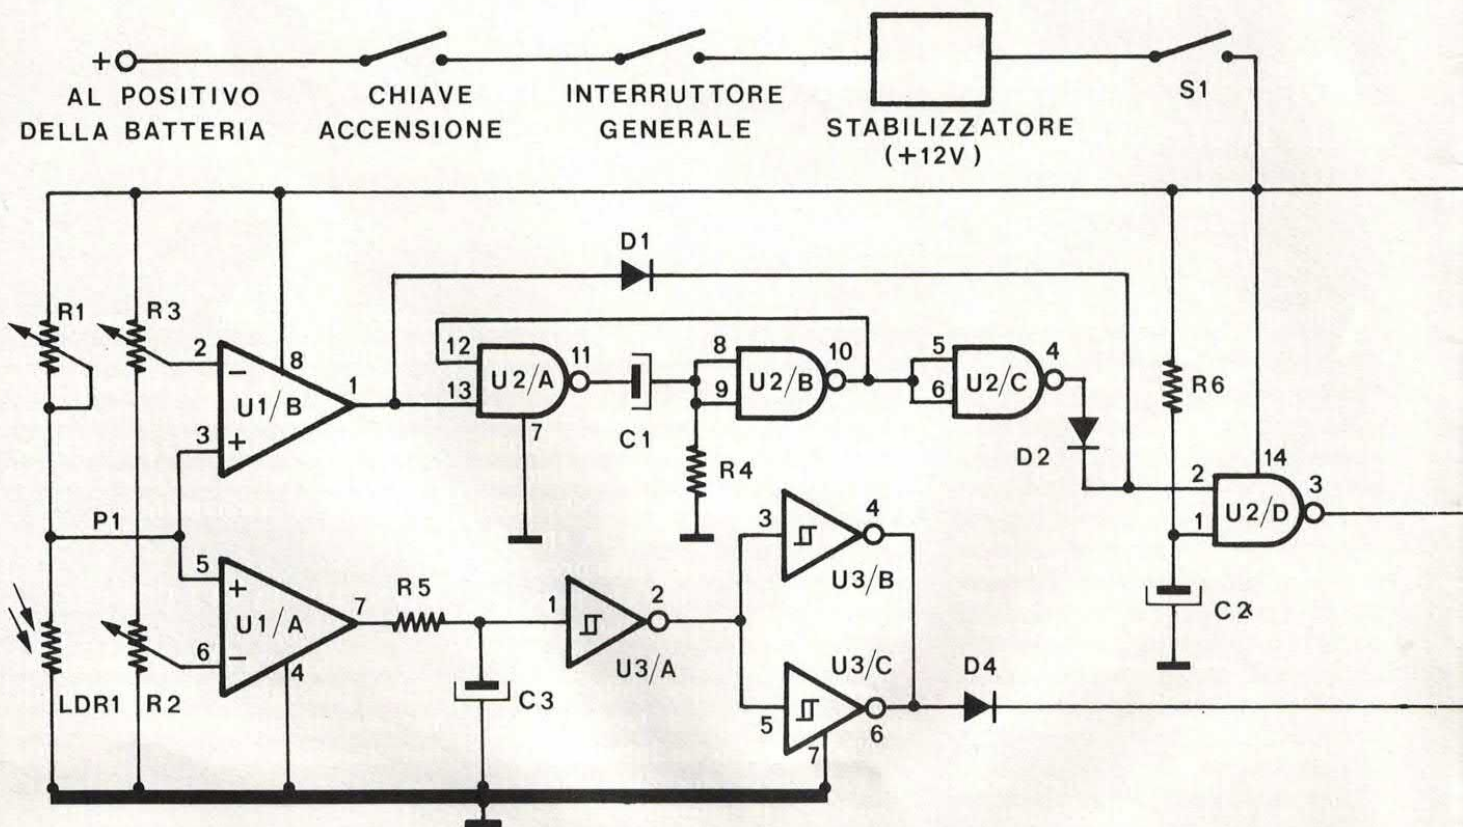 +
AL POSITIVO
DELLA BATTERIA
CHIAVE
ACCENSIONE
INTERRUTTORE
GENERALE
STABILIZZATORE
(+12V)
S1
D1
R1
R3
2
−
8
U1/B
1
3
+
12
13
U2/A
11
7
C1
8
9
U2/B
10
R4
5
6
U2/C
4
D2
R6
14
2
1
U2/D
3
C2
P1
5
+
U1/A
7
6
−
4
LDR1
R2
R5
C3
1
2
U3/A
3
4
U3/B
U3/C
5
6
7
D4